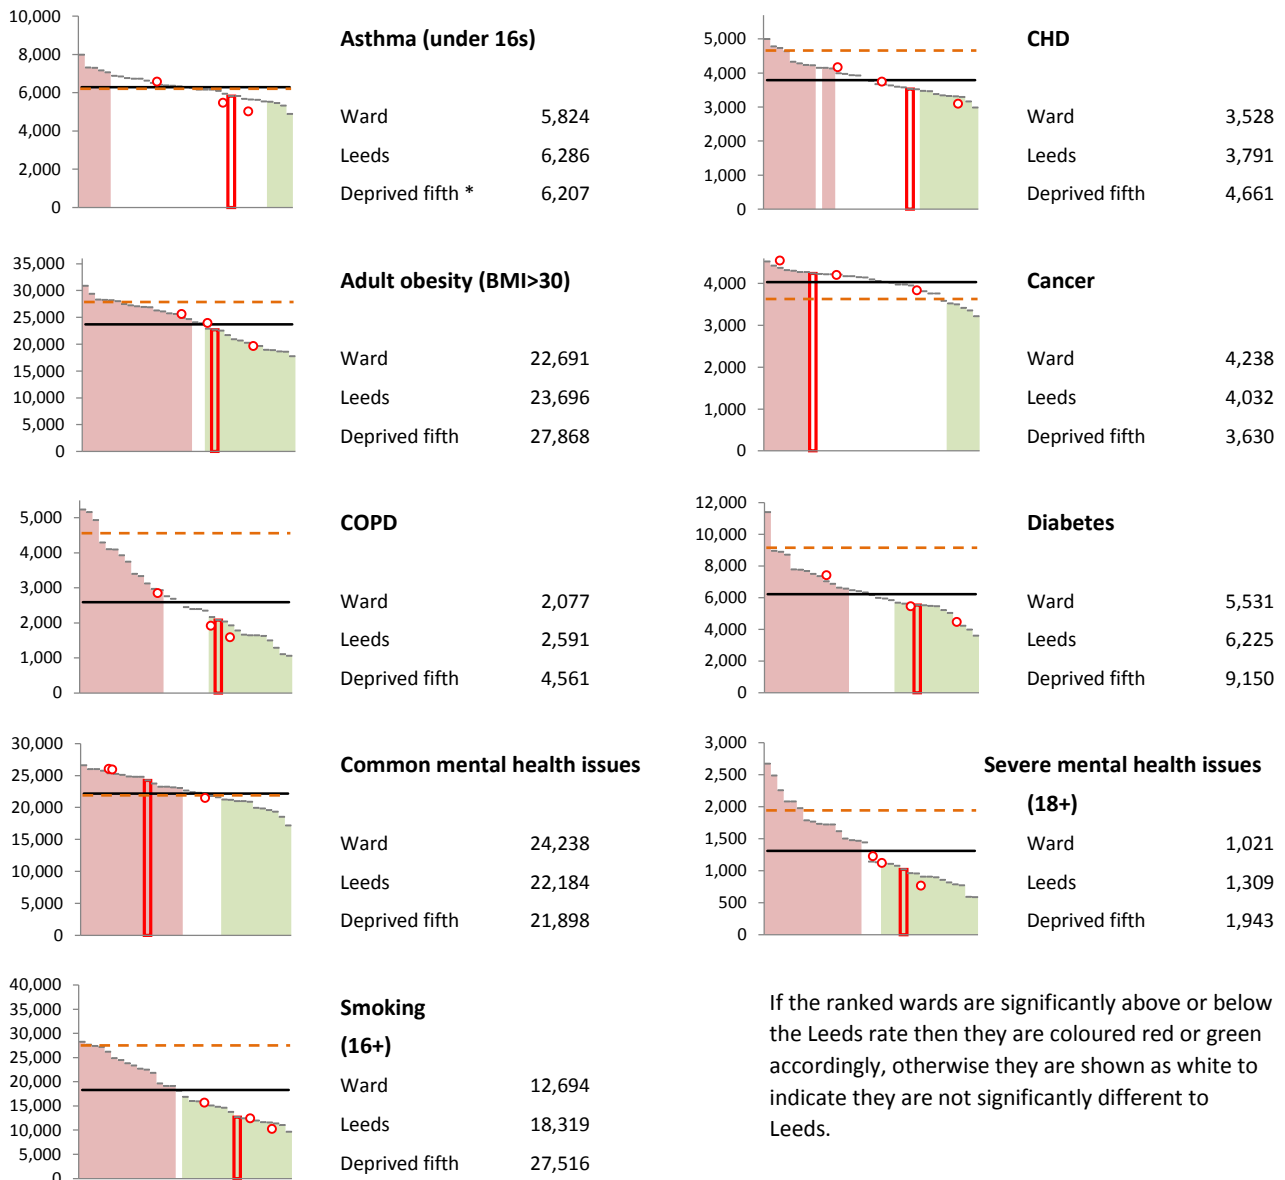 Asthma (under 16s)
10,000
8,000
6,000
4,000
2,000
0
Ward 5,824
Leeds 6,286
Deprived fifth * 6,207
CHD
5,000
4,000
3,000
2,000
1,000
0
Ward 3,528
Leeds 3,791
Deprived fifth 4,661
Adult obesity (BMI>30)
35,000
30,000
25,000
20,000
15,000
10,000
5,000
0
Ward 22,691
Leeds 23,696
Deprived fifth 27,868
Cancer
4,000
3,000
2,000
1,000
0
Ward 4,238
Leeds 4,032
Deprived fifth 3,630
COPD
5,000
4,000
3,000
2,000
1,000
0
Ward 2,077
Leeds 2,591
Deprived fifth 4,561
Diabetes
12,000
10,000
8,000
6,000
4,000
2,000
0
Ward 5,531
Leeds 6,225
Deprived fifth 9,150
Common mental health issues
30,000
25,000
20,000
15,000
10,000
5,000
0
Ward 24,238
Leeds 22,184
Deprived fifth 21,898
Severe mental health issues
(18+)
3,000
2,500
2,000
1,500
1,000
500
0
Ward 1,021
Leeds 1,309
Deprived fifth 1,943
Smoking
(16+)
40,000
35,000
30,000
25,000
20,000
15,000
10,000
5,000
0
Ward 12,694
Leeds 18,319
Deprived fifth 27,516
If the ranked wards are significantly above or below
the Leeds rate then they are coloured red or green
accordingly, otherwise they are shown as white to
indicate they are not significantly different to
Leeds.